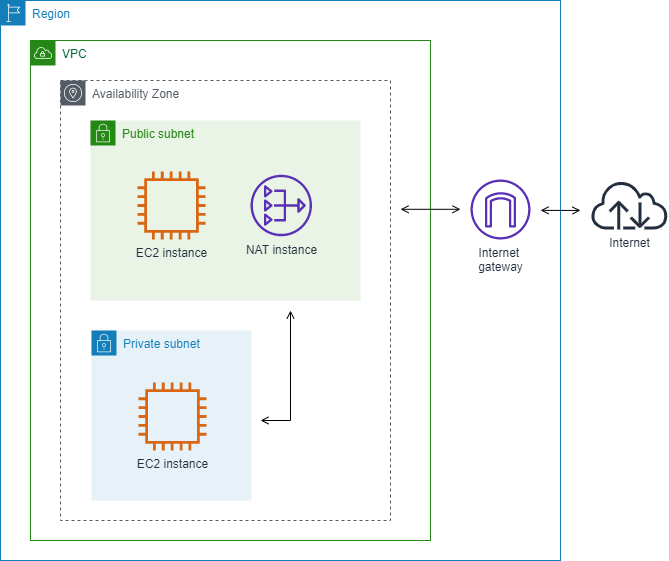 Region
VPC
Availability Zone
Public subnet
EC2 instance
NAT instance
Internet
gateway
Internet
Private subnet
EC2 instance